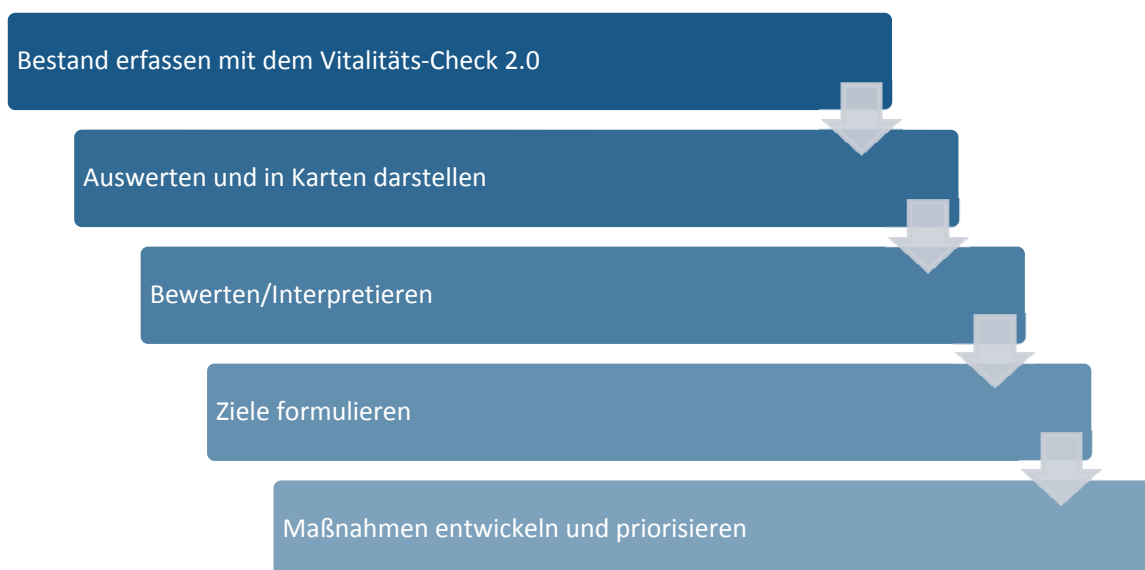 Bestand erfassen mit dem Vitalitäts-Check 2.0
Auswerten und in Karten darstellen
Bewerten/Interpretieren
Ziele formulieren
Maßnahmen entwickeln und priorisieren